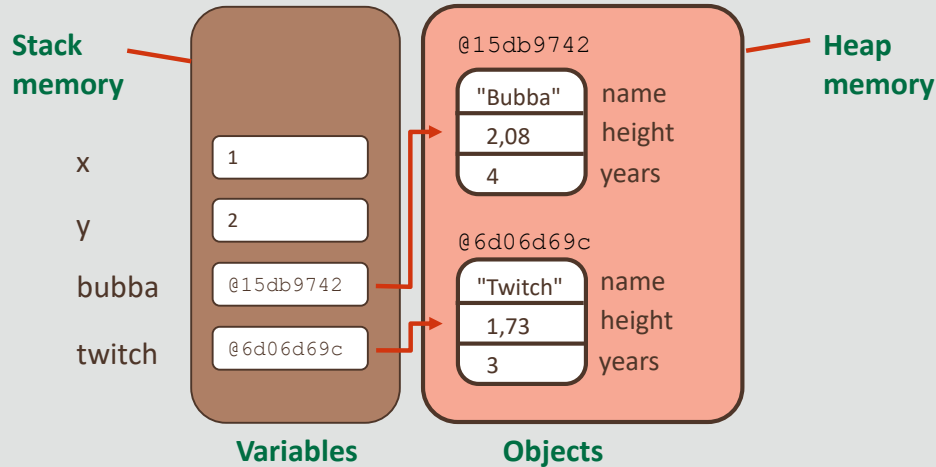 Stack
memory
x
1
y
2
bubba
@15db9742
twitch
@6d06d69c
Variables
@15db9742
"Bubba"
name
2,08
height
4
years
@6d06d69c
"Twitch"
name
1,73
height
3
years
Objects
Heap
memory